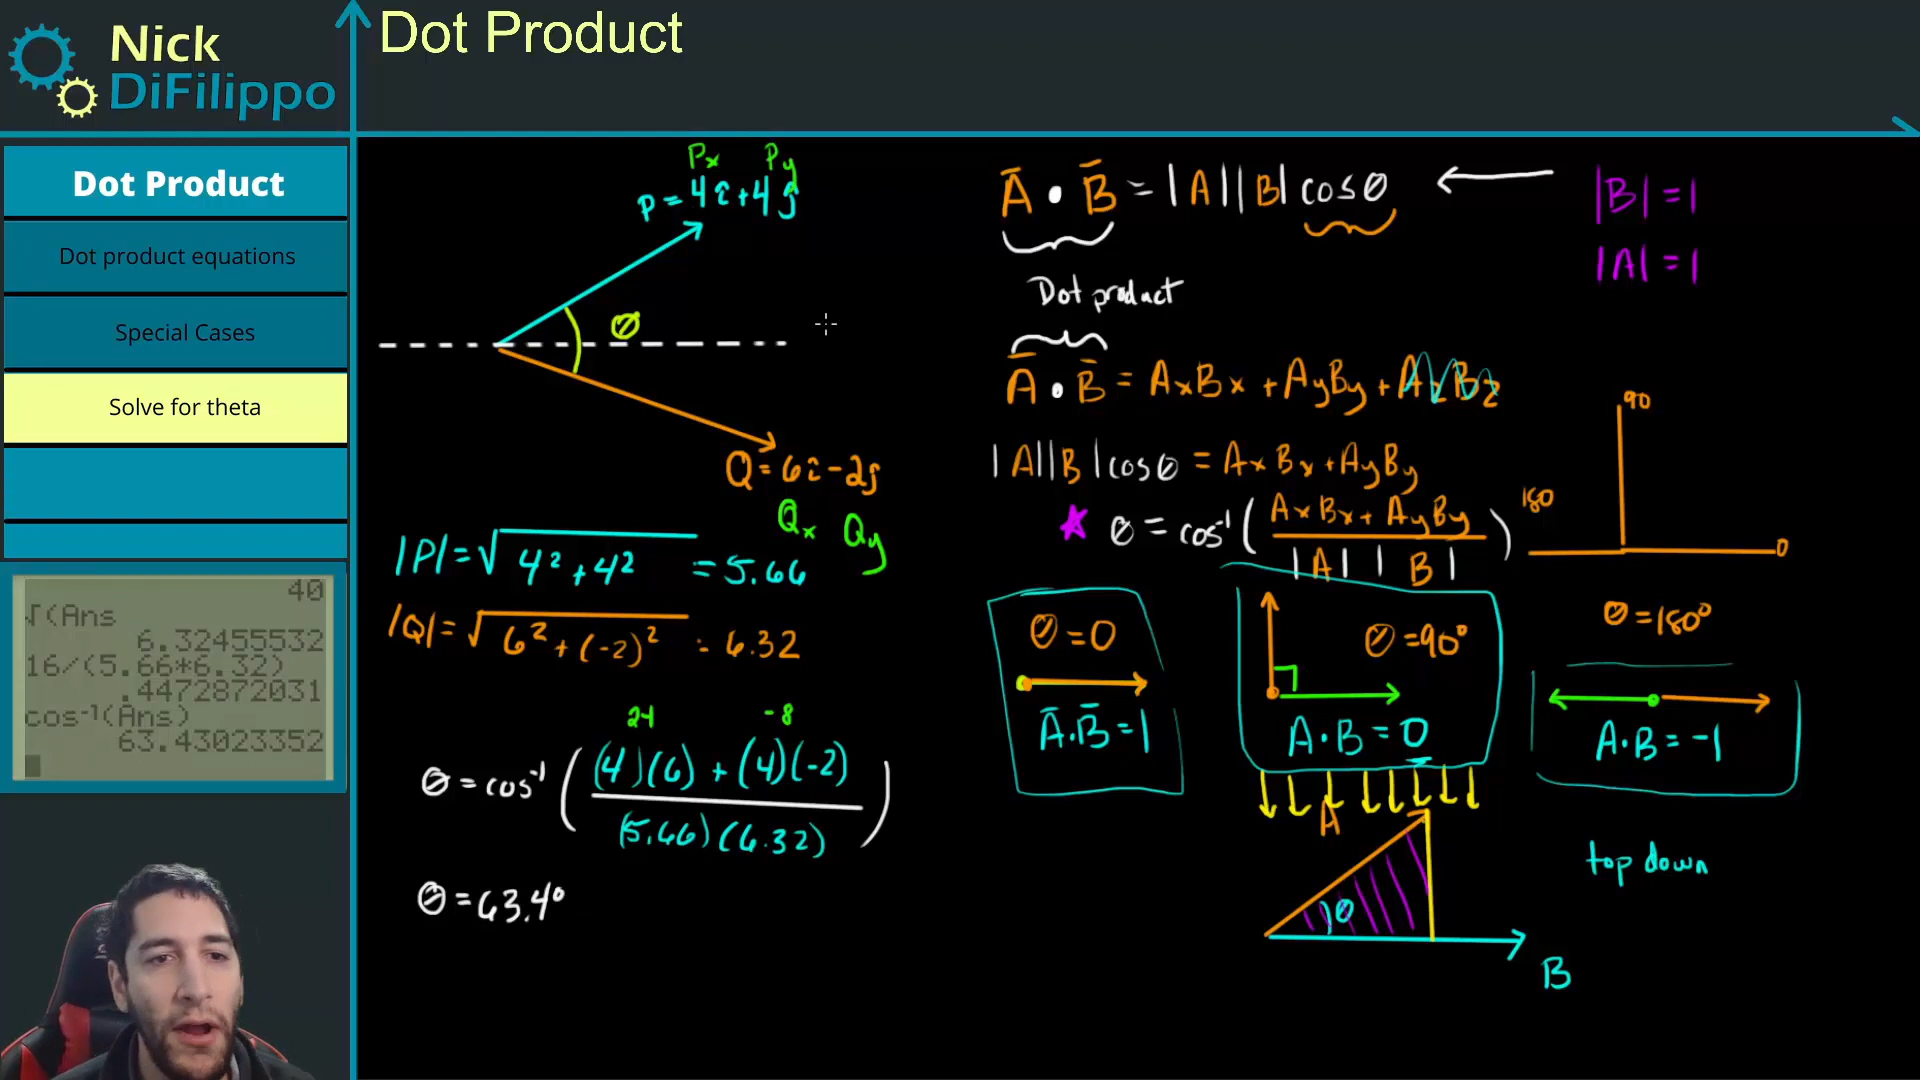 Nick
DiFilippo
Dot Product
Dot Product
Dot product equations
Special Cases
Solve for theta
40
√(Ans
6.32455532
16/(5.66*6.32)
.4472872031
cos⁻¹(Ans)
63.43023352
Px Py
P = 4î + 4ĵ
θ
Q = 6î - 2ĵ
Qx Qy
|P| = √4² + 4² = 5.66
|Q| = √6² + (-2)² = 6.32
24 -8
θ = cos⁻¹ ( (4)(6) + (4)(-2) / (5.66)(6.32) )
θ = 63.4°
Ā • B̄ = |A||B| cosθ
Dot product
Ā • B̄ = AxBx + AyBy + AzBz
|A||B|cosθ = AxBx + AyBy
★ θ = cos⁻¹ ( AxBx + AyBy / |A| |B| )
|B| = 1
|A| = 1
90
180
0
θ = 0
Ā • B̄ = 1
θ = 90°
A • B = 0
θ = 180°
A • B = -1
A
θ
B
top down